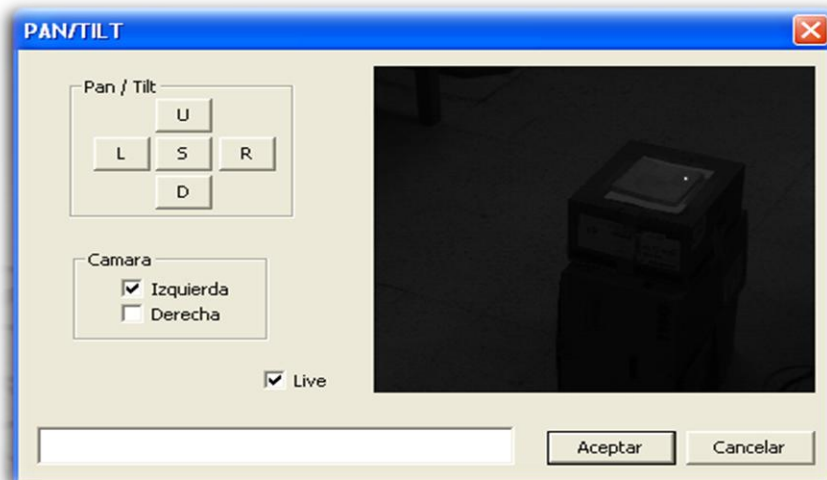 PAN/TILT
Pan / Tilt
U
L S R
D
Camara
Izquierda
Derecha
Live
Aceptar Cancelar